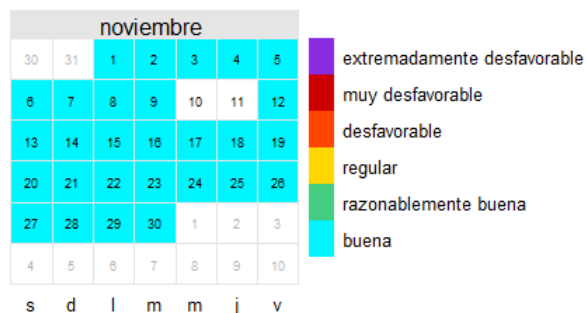 noviembre
30 31 1 2 3 4 5
6 7 8 9 10 11 12
13 14 15 16 17 18 19
20 21 22 23 24 25 26
27 28 29 30 1 2 3
4 5 6 7 8 9 10
s d l m m j v
extremadamente desfavorable
muy desfavorable
desfavorable
regular
razonablemente buena
buena